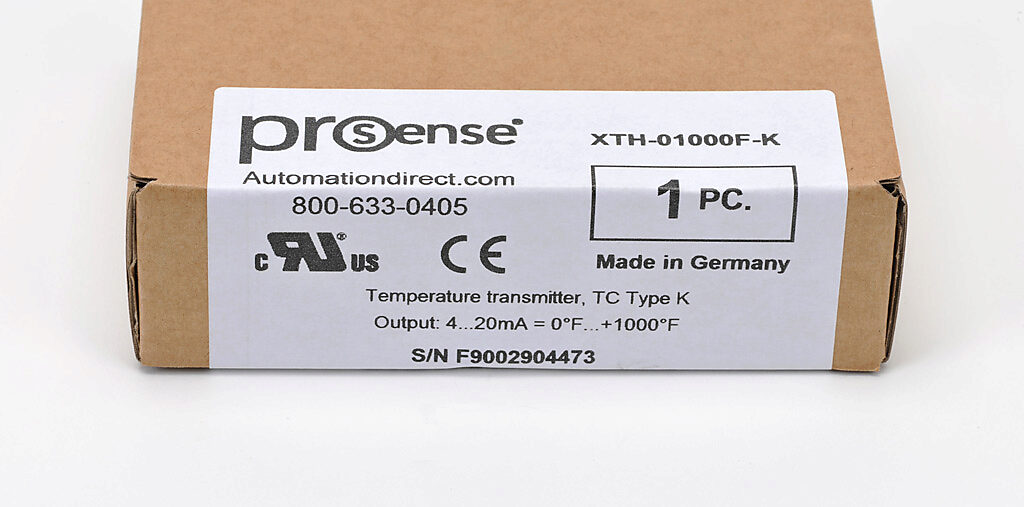 prosense
XTH-01000F-K
Automationdirect.com
1 PC.
800-633-0405
c RU® US CE
Made in Germany
Temperature transmitter, TC Type K
Output: 4...20mA = 0°F...+1000°F
S/N F9002904473